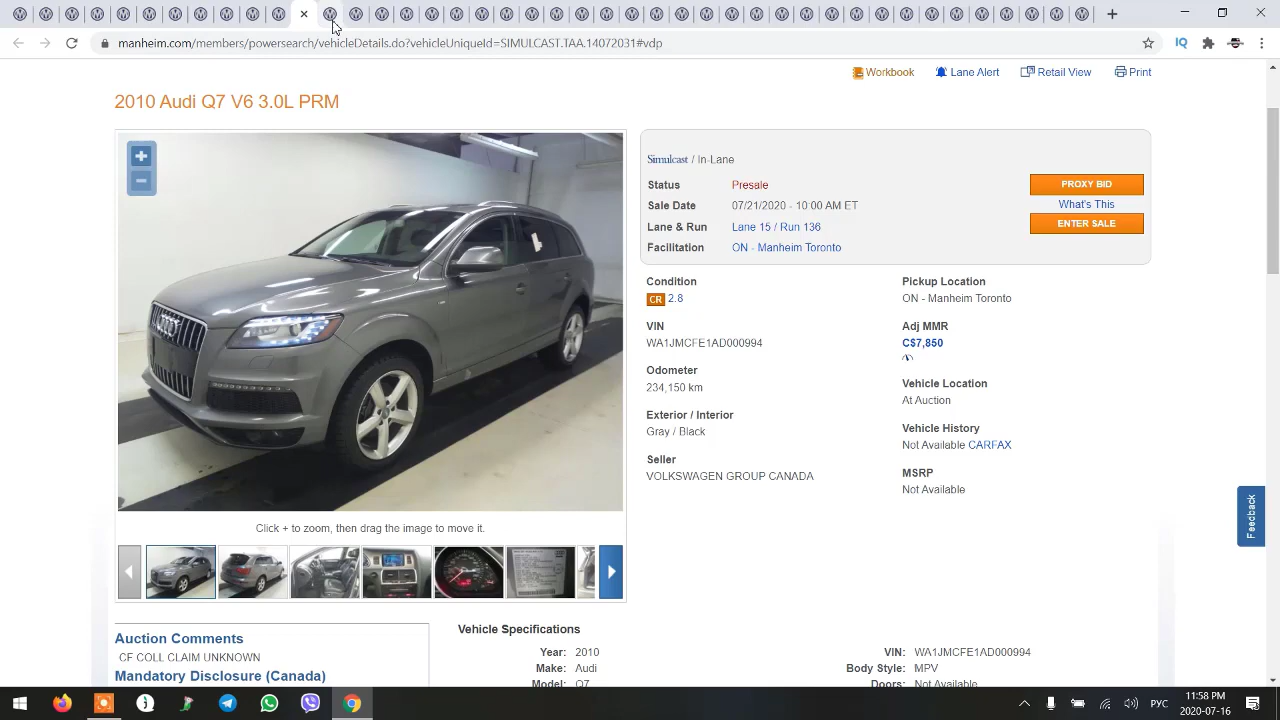 manheim.com/members/powersearch/vehicleDetails.do?vehicleUniqueId=SIMULCAST.TAA.14072031#vdp
IQ
Workbook Lane Alert Retail View Print
2010 Audi Q7 V6 3.0L PRM
Simulcast / In-Lane
Status Presale PROXY BID
Sale Date 07/21/2020 - 10:00 AM ET What's This
Lane & Run Lane 15 / Run 136 ENTER SALE
Facilitation ON - Manheim Toronto
Condition
CR 2.8
VIN
WA1JMCFE1AD000994
Odometer
234,150 km
Exterior / Interior
Gray / Black
Seller
VOLKSWAGEN GROUP CANADA
Pickup Location
ON - Manheim Toronto
Adj MMR
C$7,850
Vehicle Location
At Auction
Vehicle History
Not Available CARFAX
MSRP
Not Available
Feedback
Click + to zoom, then drag the image to move it.
Auction Comments
CF COLL CLAIM UNKNOWN
Mandatory Disclosure (Canada)
Vehicle Specifications
Year: 2010 VIN: WA1JMCFE1AD000994
Make: Audi Body Style: MPV
Model: Q7 Doors: Not Available
РУС
11:58 PM
2020-07-16